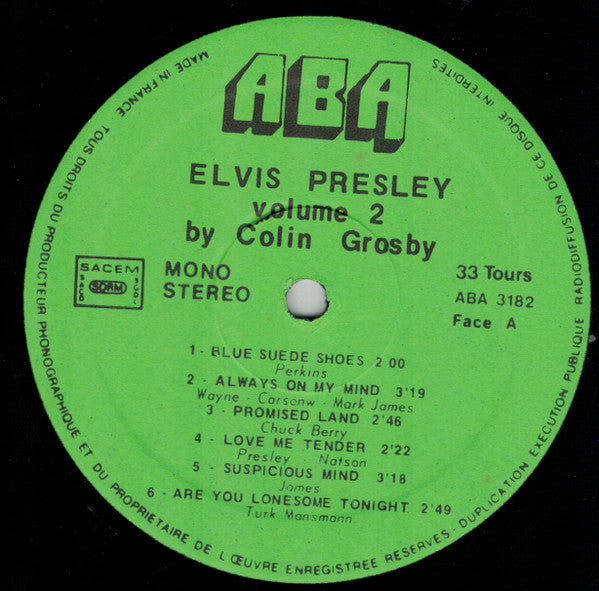 ABA
ELVIS PRESLEY
volume 2
by Colin Grosby
SACEM
SACD
SDRM
SGDL
MONO
STEREO
33 Tours
ABA 3182
Face A
1 - BLUE SUEDE SHOES 2 00
Perkins
2 - ALWAYS ON MY MIND 3'19
Wayne - Carsonw - Mark James
3 - PROMISED LAND 2'46
Chuck Berry
4 - LOVE ME TENDER 2'22
Presley - Natson
5 - SUSPICIOUS MIND 3'18
James
6 - ARE YOU LONESOME TONIGHT 2'49
Turk Mansmann
MADE IN FRANCE - TOUS DROITS DU PRODUCTEUR PHONOGRAPHIQUE ET DU PROPRIETAIRE DE L'ŒUVRE ENREGISTREE RESERVES - DUPLICATION EXECUTION PUBLIQUE RADIODIFFUSION DE CE DISQUE INTERDITES